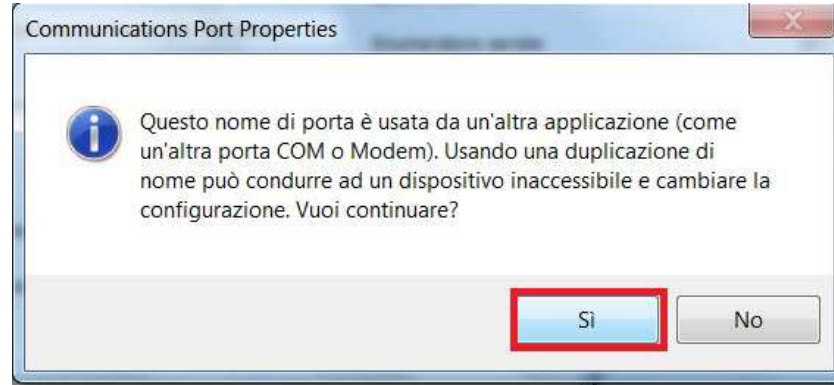 Communications Port Properties
Questo nome di porta è usata da un'altra applicazione (come
un'altra porta COM o Modem). Usando una duplicazione di
nome può condurre ad un dispositivo inaccessibile e cambiare la
configurazione. Vuoi continuare?
Sì
No